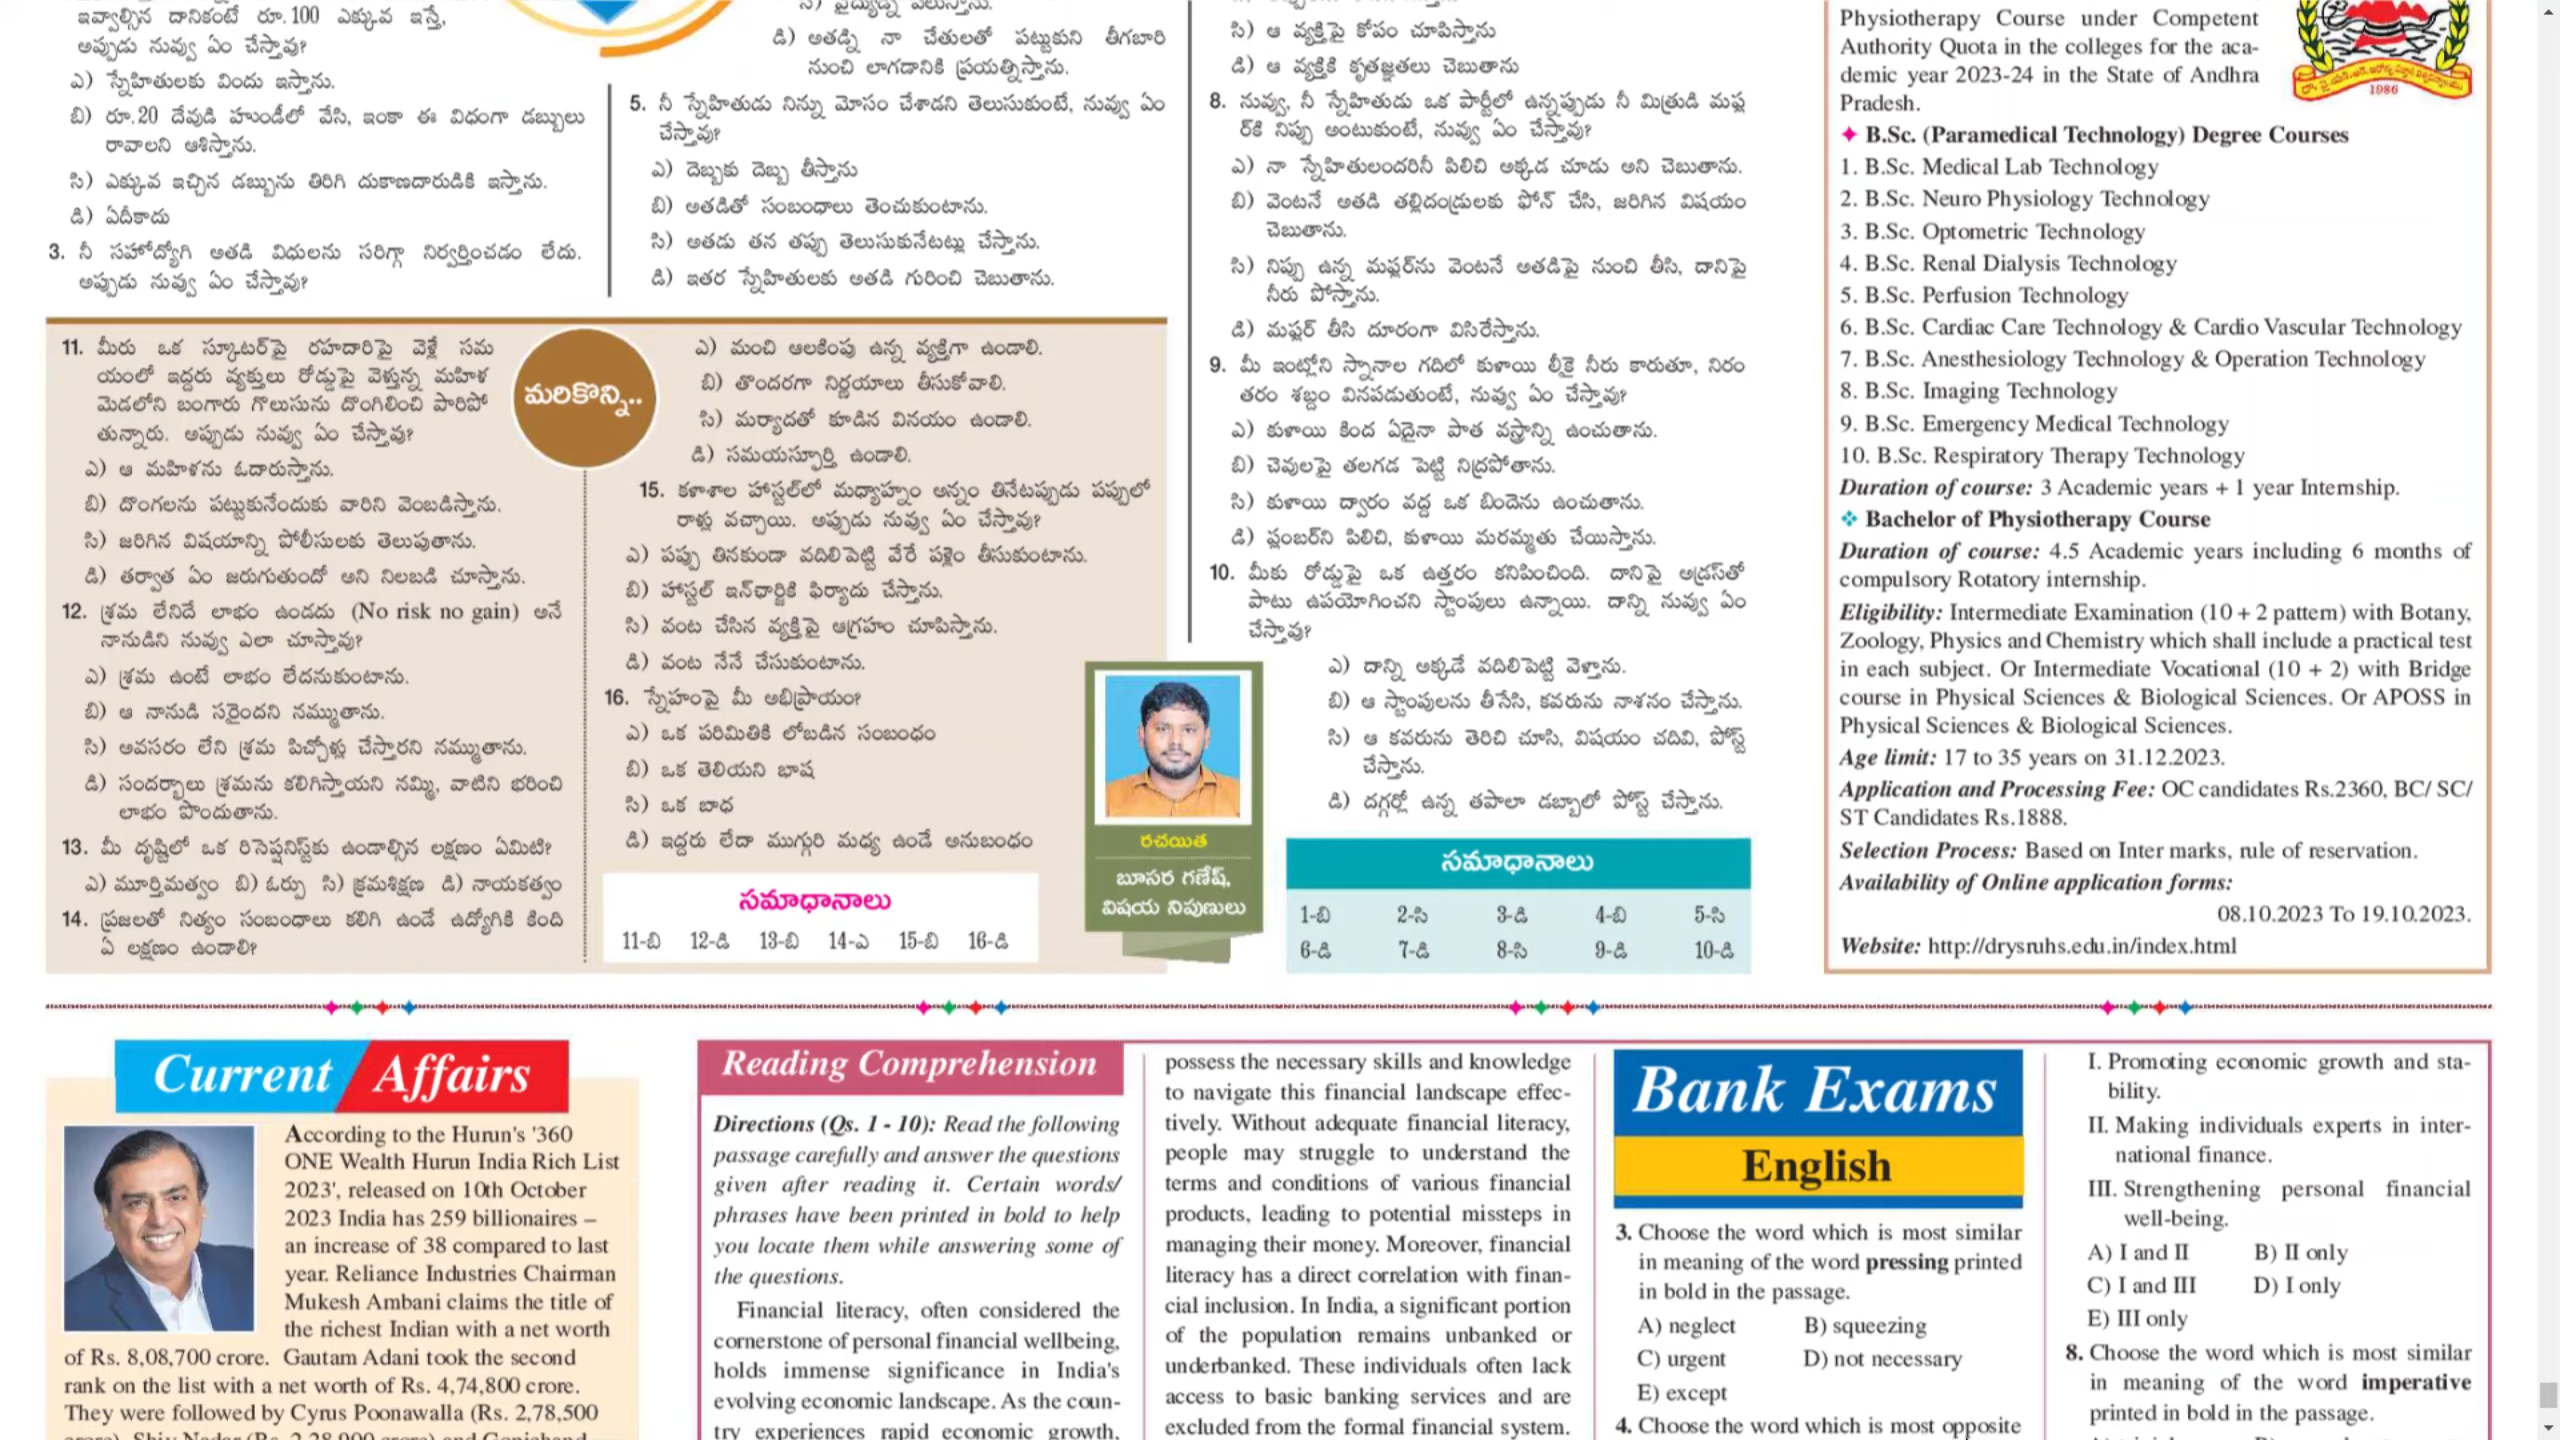 ఇవ్వాల్సిన దానికంటే రూ.100 ఎక్కువ ఇస్తే,
అప్పుడు నువ్వు ఏం చేస్తావు?
ఎ) స్నేహితులకు విందు ఇస్తాను.
బి) రూ.20 దేవుడి హుండీలో వేసి, ఇంకా ఈ విధంగా డబ్బులు
రావాలని ఆశిస్తాను.
సి) ఎక్కువ ఇచ్చిన డబ్బును తిరిగి దుకాణదారుడికి ఇస్తాను.
డి) ఏదీకాదు
3. నీ సహోద్యోగి అతడి విధులను సరిగ్గా నిర్వర్తించడం లేదు.
అప్పుడు నువ్వు ఏం చేస్తావు?
డి) అతడ్ని నా చేతులతో పట్టుకుని తీగబారి
నుంచి లాగడానికి ప్రయత్నిస్తాను.
5. నీ స్నేహితుడు నిన్ను మోసం చేశాడని తెలుసుకుంటే, నువ్వు ఏం
చేస్తావు?
ఎ) దెబ్బకు దెబ్బ తీస్తాను
బి) అతడితో సంబంధాలు తెంచుకుంటాను.
సి) అతడు తన తప్పు తెలుసుకునేటట్లు చేస్తాను.
డి) ఇతర స్నేహితులకు అతడి గురించి చెబుతాను.
సి) ఆ వ్యక్తిపై కోపం చూపిస్తాను
డి) ఆ వ్యక్తికి కృతజ్ఞతలు చెబుతాను
8. నువ్వు, నీ స్నేహితుడు ఒక పార్టీలో ఉన్నప్పుడు నీ మిత్రుడి మఫ్ల
ర్‌కి నిప్పు అంటుకుంటే, నువ్వు ఏం చేస్తావు?
ఎ) నా స్నేహితులందరినీ పిలిచి అక్కడ చూడు అని చెబుతాను.
బి) వెంటనే అతడి తల్లిదండ్రులకు ఫోన్ చేసి, జరిగిన విషయం
చెబుతాను.
సి) నిప్పు ఉన్న మఫ్లర్‌ను వెంటనే అతడిపై నుంచి తీసి, దానిపై
నీరు పోస్తాను.
డి) మఫ్లర్ తీసి దూరంగా విసిరేస్తాను.
9. మీ ఇంట్లోని స్నానాల గదిలో కుళాయి లీకై నీరు కారుతూ, నిరం
తరం శబ్దం వినపడుతుంటే, నువ్వు ఏం చేస్తావు?
ఎ) కుళాయి కింద ఏదైనా పాత వస్త్రాన్ని ఉంచుతాను.
బి) చెవులపై తలగడ పెట్టి నిద్రపోతాను.
సి) కుళాయి ద్వారం వద్ద ఒక బిందెను ఉంచుతాను.
డి) ప్లంబర్‌ని పిలిచి, కుళాయి మరమ్మతు చేయిస్తాను.
10. మీకు రోడ్డుపై ఒక ఉత్తరం కనిపించింది. దానిపై అడ్రస్‌తో
పాటు ఉపయోగించని స్టాంపులు ఉన్నాయి. దాన్ని నువ్వు ఏం
చేస్తావు?
ఎ) దాన్ని అక్కడే వదిలిపెట్టి వెళ్తాను.
బి) ఆ స్టాంపులను తీసేసి, కవరును నాశనం చేస్తాను.
సి) ఆ కవరును తెరిచి చూసి, విషయం చదివి, పోస్ట్
చేస్తాను.
డి) దగ్గర్లో ఉన్న తపాలా డబ్బాలో పోస్ట్ చేస్తాను.
సమాధానాలు
1-బి 2-సి 3-డి 4-బి 5-సి
6-డి 7-డి 8-సి 9-డి 10-డి
11. మీరు ఒక స్కూటర్‌పై రహదారిపై వెళ్లే సమ
యంలో ఇద్దరు వ్యక్తులు రోడ్డుపై వెళ్తున్న మహిళ
మెడలోని బంగారు గొలుసును దొంగిలించి పారిపో
తున్నారు. అప్పుడు నువ్వు ఏం చేస్తావు?
ఎ) ఆ మహిళను ఓదారుస్తాను.
బి) దొంగలను పట్టుకునేందుకు వారిని వెంబడిస్తాను.
సి) జరిగిన విషయాన్ని పోలీసులకు తెలుపుతాను.
డి) తర్వాత ఏం జరుగుతుందో అని నిలబడి చూస్తాను.
12. శ్రమ లేనిదే లాభం ఉండదు (No risk no gain) అనే
నానుడిని నువ్వు ఎలా చూస్తావు?
ఎ) శ్రమ ఉంటే లాభం లేదనుకుంటాను.
బి) ఆ నానుడి సరైందని నమ్ముతాను.
సి) అవసరం లేని శ్రమ పిచ్చోళ్లు చేస్తారని నమ్ముతాను.
డి) సందర్భాలు శ్రమను కలిగిస్తాయని నమ్మి, వాటిని భరించి
లాభం పొందుతాను.
13. మీ దృష్టిలో ఒక రిసెప్షనిస్ట్‌కు ఉండాల్సిన లక్షణం ఏమిటి?
ఎ) మూర్తిమత్వం బి) ఓర్పు సి) క్రమశిక్షణ డి) నాయకత్వం
14. ప్రజలతో నిత్యం సంబంధాలు కలిగి ఉండే ఉద్యోగికి కింది
ఏ లక్షణం ఉండాలి?
మరికొన్ని..
ఎ) మంచి ఆలకింపు ఉన్న వ్యక్తిగా ఉండాలి.
బి) తొందరగా నిర్ణయాలు తీసుకోవాలి.
సి) మర్యాదతో కూడిన వినయం ఉండాలి.
డి) సమయస్ఫూర్తి ఉండాలి.
15. కళాశాల హాస్టల్‌లో మధ్యాహ్నం అన్నం తినేటప్పుడు పప్పులో
రాళ్లు వచ్చాయి. అప్పుడు నువ్వు ఏం చేస్తావు?
ఎ) పప్పు తినకుండా వదిలిపెట్టి వేరే పళ్లెం తీసుకుంటాను.
బి) హాస్టల్ ఇన్‌ఛార్జికి ఫిర్యాదు చేస్తాను.
సి) వంట చేసిన వ్యక్తిపై ఆగ్రహం చూపిస్తాను.
డి) వంట నేనే చేసుకుంటాను.
16. స్నేహంపై మీ అభిప్రాయం?
ఎ) ఒక పరిమితికి లోబడిన సంబంధం
బి) ఒక తెలియని భాష
సి) ఒక బాధ
డి) ఇద్దరు లేదా ముగ్గురి మధ్య ఉండే అనుబంధం
సమాధానాలు
11-బి 12-డి 13-బి 14-ఎ 15-బి 16-డి
రచయిత
బూసర గణేష్,
విషయ నిపుణులు
Physiotherapy Course under Competent
Authority Quota in the colleges for the aca-
demic year 2023-24 in the State of Andhra
Pradesh.
1986
B.Sc. (Paramedical Technology) Degree Courses
1. B.Sc. Medical Lab Technology
2. B.Sc. Neuro Physiology Technology
3. B.Sc. Optometric Technology
4. B.Sc. Renal Dialysis Technology
5. B.Sc. Perfusion Technology
6. B.Sc. Cardiac Care Technology & Cardio Vascular Technology
7. B.Sc. Anesthesiology Technology & Operation Technology
8. B.Sc. Imaging Technology
9. B.Sc. Emergency Medical Technology
10. B.Sc. Respiratory Therapy Technology
Duration of course: 3 Academic years + 1 year Internship.
Bachelor of Physiotherapy Course
Duration of course: 4.5 Academic years including 6 months of
compulsory Rotatory internship.
Eligibility: Intermediate Examination (10 + 2 pattern) with Botany,
Zoology, Physics and Chemistry which shall include a practical test
in each subject. Or Intermediate Vocational (10 + 2) with Bridge
course in Physical Sciences & Biological Sciences. Or APOSS in
Physical Sciences & Biological Sciences.
Age limit: 17 to 35 years on 31.12.2023.
Application and Processing Fee: OC candidates Rs.2360, BC/ SC/
ST Candidates Rs.1888.
Selection Process: Based on Inter marks, rule of reservation.
Availability of Online application forms:
08.10.2023 To 19.10.2023.
Website: http://drysruhs.edu.in/index.html
Current Affairs
According to the Hurun's '360
ONE Wealth Hurun India Rich List
2023', released on 10th October
2023 India has 259 billionaires –
an increase of 38 compared to last
year. Reliance Industries Chairman
Mukesh Ambani claims the title of
the richest Indian with a net worth
of Rs. 8,08,700 crore. Gautam Adani took the second
rank on the list with a net worth of Rs. 4,74,800 crore.
They were followed by Cyrus Poonawalla (Rs. 2,78,500
Reading Comprehension
Directions (Qs. 1 - 10): Read the following
passage carefully and answer the questions
given after reading it. Certain words/
phrases have been printed in bold to help
you locate them while answering some of
the questions.
Financial literacy, often considered the
cornerstone of personal financial wellbeing,
holds immense significance in India's
evolving economic landscape. As the coun-
try experiences rapid economic growth,
possess the necessary skills and knowledge
to navigate this financial landscape effec-
tively. Without adequate financial literacy,
people may struggle to understand the
terms and conditions of various financial
products, leading to potential missteps in
managing their money. Moreover, financial
literacy has a direct correlation with finan-
cial inclusion. In India, a significant portion
of the population remains unbanked or
underbanked. These individuals often lack
access to basic banking services and are
excluded from the formal financial system.
Bank Exams
English
3. Choose the word which is most similar
in meaning of the word pressing printed
in bold in the passage.
A) neglect B) squeezing
C) urgent D) not necessary
E) except
4. Choose the word which is most opposite
I. Promoting economic growth and sta-
bility.
II. Making individuals experts in inter-
national finance.
III. Strengthening personal financial
well-being.
A) I and II B) II only
C) I and III D) I only
E) III only
8. Choose the word which is most similar
in meaning of the word imperative
printed in bold in the passage.